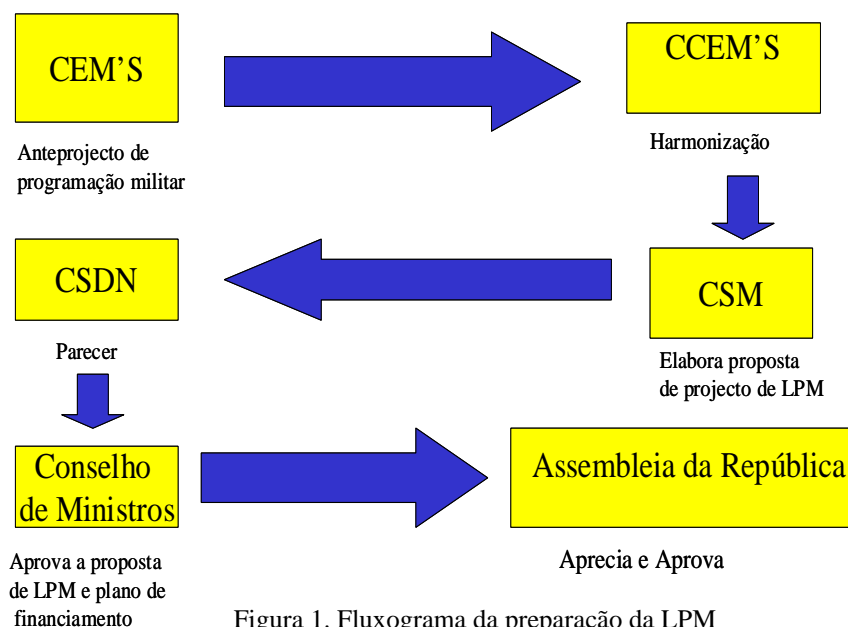 CEM'S
Anteprojecto de
programação militar
CCEM'S
Harmonização
CSM
Elabora proposta
de projecto de LPM
CSDN
Parecer
Conselho
de Ministros
Aprova a proposta
de LPM e plano de
financiamento
Assembleia da República
Aprecia e Aprova
Figura 1. Fluxograma da preparação da LPM